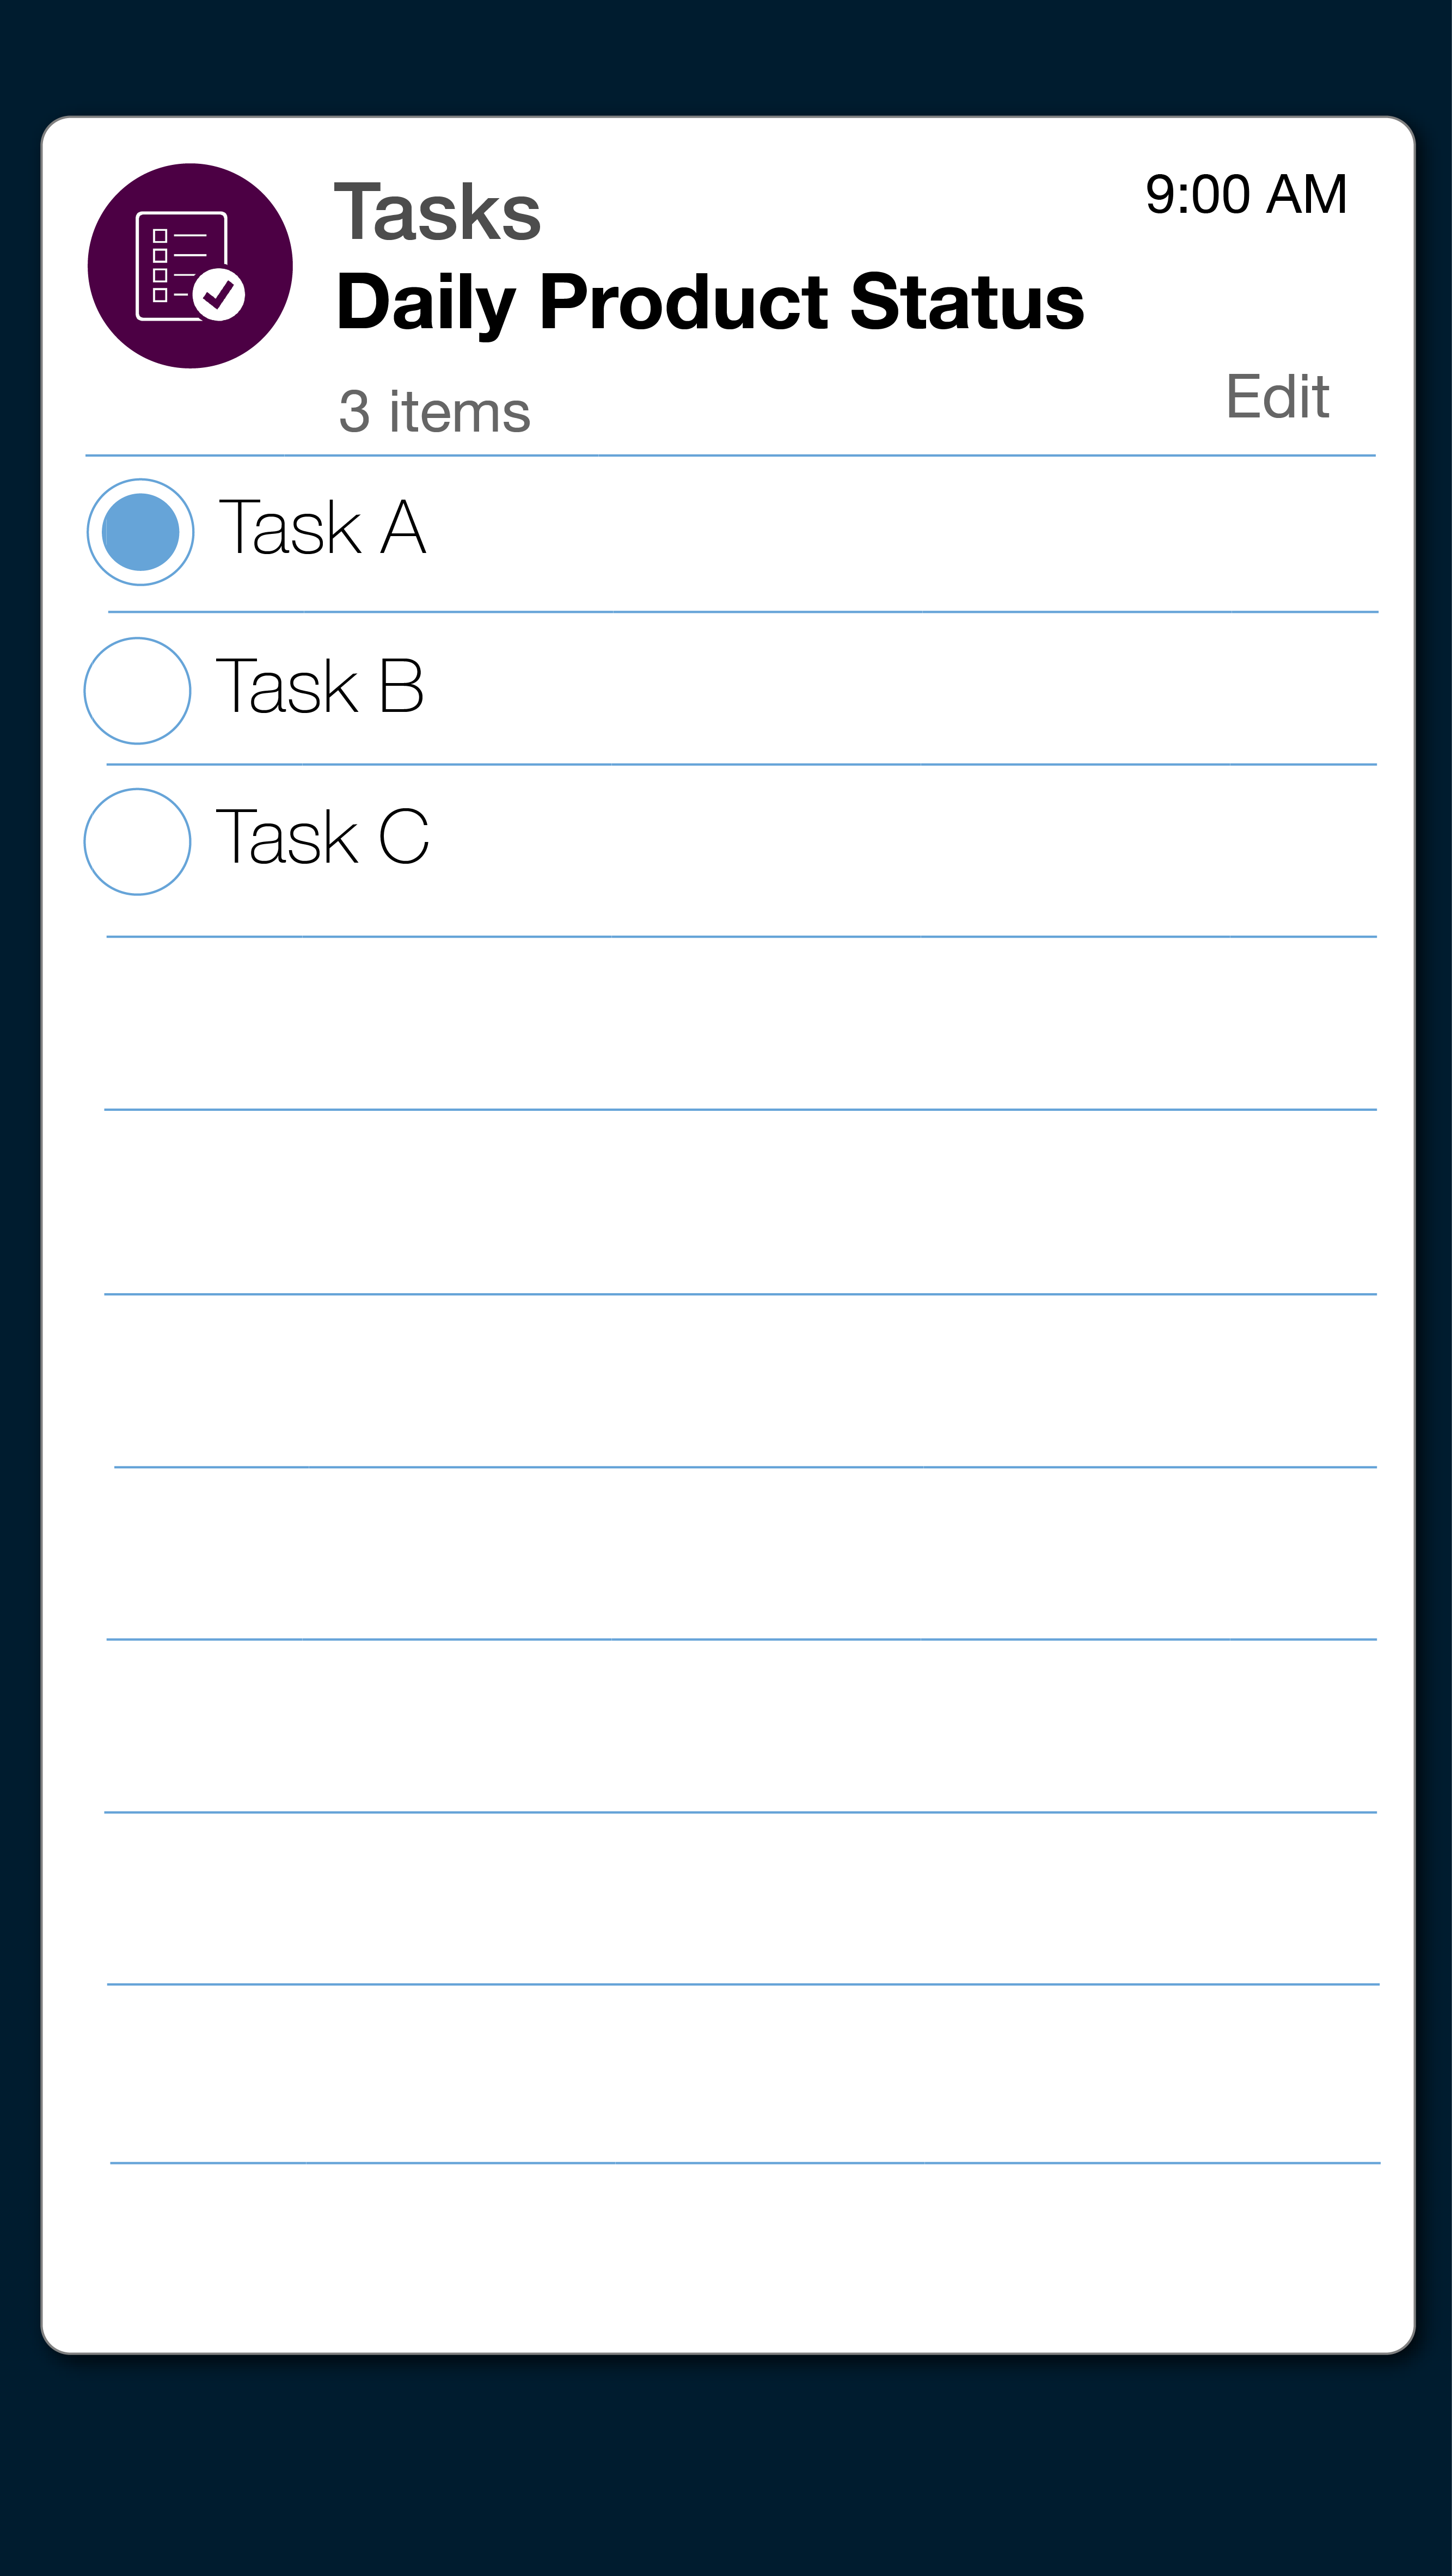 Tasks
9:00 AM
Daily Product Status
3 items
Edit
Task A
Task B
Task C